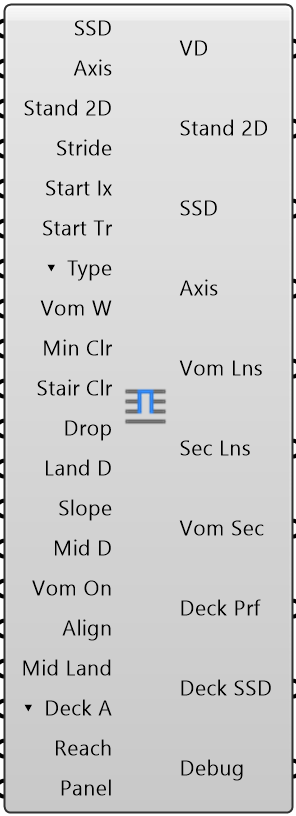 SSD
Axis
Stand 2D
Stride
Start Ix
Start Tr
Type
Vom W
Min Clr
Stair Clr
Drop
Land D
Slope
Mid D
Vom On
Align
Mid Land
Deck A
Reach
Panel
VD
Stand 2D
SSD
Axis
Vom Lns
Sec Lns
Vom Sec
Deck Prf
Deck SSD
Debug